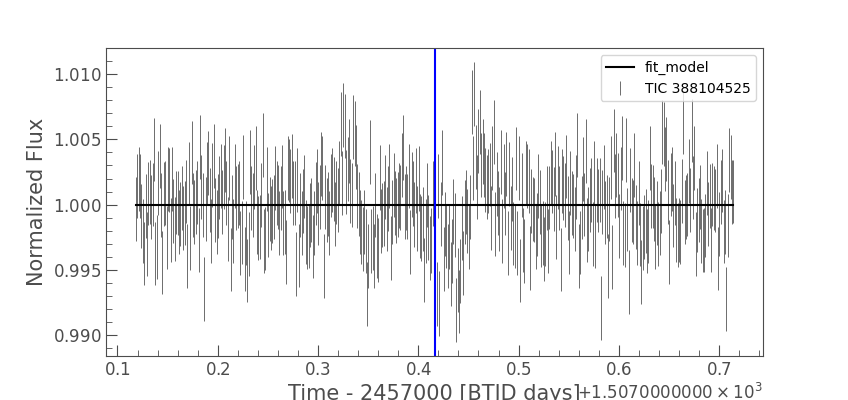 Normalized Flux
1.010
1.005
1.000
0.995
0.990
fit_model
TIC 388104525
0.1 0.2 0.3 0.4 0.5 0.6 0.7
Time - 2457000 [BTJD days]
+1.5070000000 × 10³